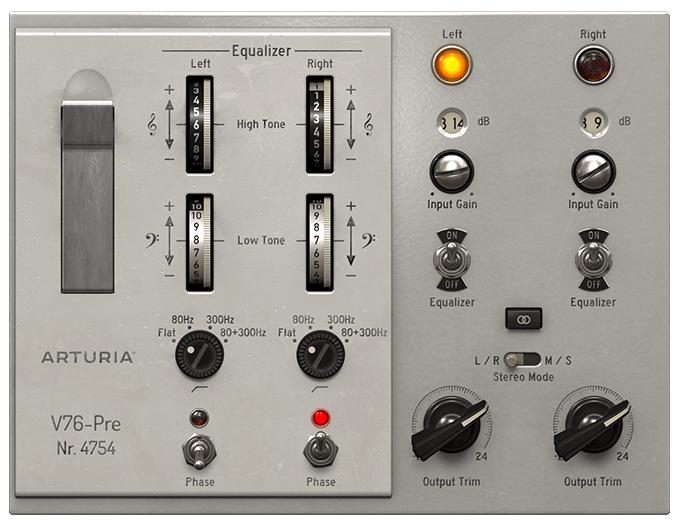 Equalizer
Left
Right
+
+
High Tone
−
−
+
+
Low Tone
−
−
80Hz 300Hz
Flat 80+300Hz
80Hz 300Hz
Flat 80+300Hz
ARTURIA
V76-Pre
Nr. 4754
Phase
Phase
Left
Right
dB
dB
Input Gain
Input Gain
ON
OFF
Equalizer
ON
OFF
Equalizer
L / R M / S
Stereo Mode
24
Output Trim
24
Output Trim